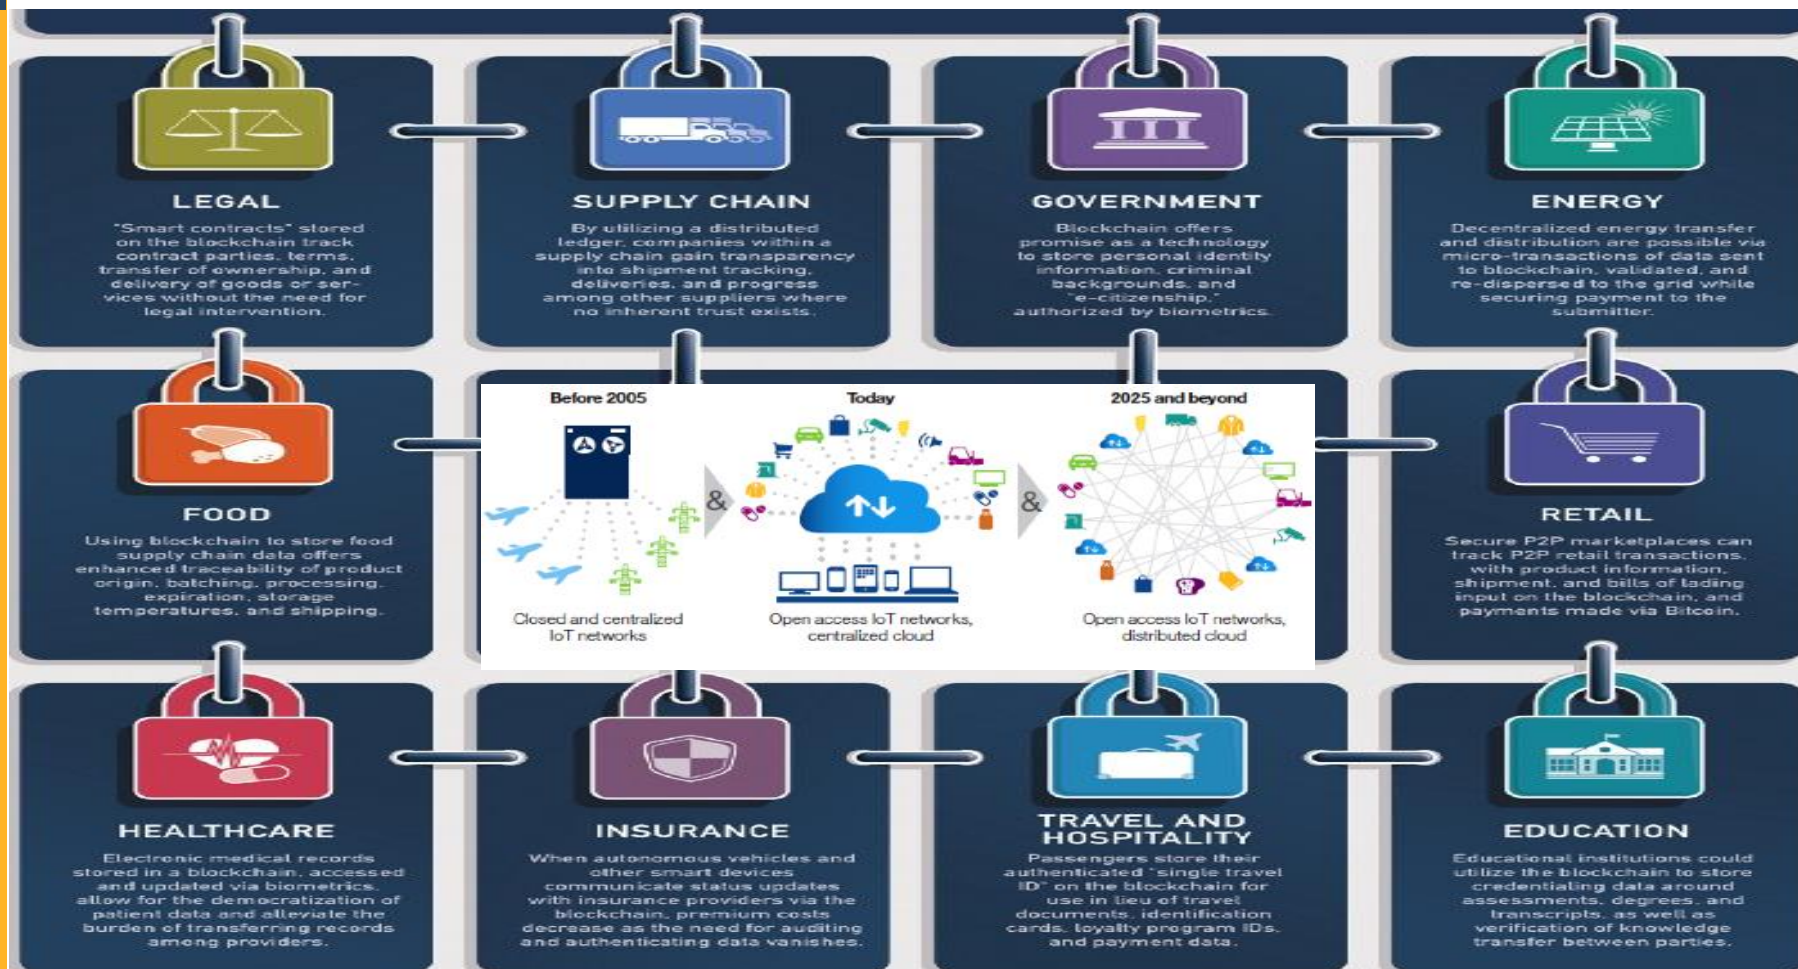 LEGAL
"Smart contracts" stored
on the blockchain track
contract parties, terms,
transfer of ownership, and
delivery of goods or ser-
vices without the need for
legal intervention.
SUPPLY CHAIN
By utilizing a distributed
ledger, companies within a
supply chain gain transparency
into shipment tracking,
deliveries, and progress
among other suppliers where
no inherent trust exists.
GOVERNMENT
Blockchain offers
promise as a technology
to store personal identity
information, criminal
backgrounds, and
"e-citizenship,"
authorized by biometrics.
ENERGY
Decentralized energy transfer
and distribution are possible via
micro-transactions of data sent
to blockchain, validated, and
re-dispersed to the grid while
securing payment to the
submitter.
FOOD
Using blockchain to store food
supply chain data offers
enhanced traceability of product
origin, batching, processing,
expiration, storage
temperatures, and shipping.
Before 2005
&
Closed and centralized
IoT networks
Today
&
Open access IoT networks,
centralized cloud
2025 and beyond
Open access IoT networks,
distributed cloud
RETAIL
Secure P2P marketplaces can
track P2P retail transactions,
with product information,
shipment, and bills of lading
input on the blockchain, and
payments made via Bitcoin.
HEALTHCARE
Electronic medical records
stored in a blockchain, accessed
and updated via biometrics,
allow for the democratization of
patient data and alleviate the
burden of transferring records
among providers.
INSURANCE
When autonomous vehicles and
other smart devices
communicate status updates
with insurance providers via the
blockchain, premium costs
decrease as the need for auditing
and authenticating data vanishes.
TRAVEL AND
HOSPITALITY
Passengers store their
authenticated "single travel
ID" on the blockchain for
use in lieu of travel
documents, identification
cards, loyalty program IDs,
and payment data.
EDUCATION
Educational institutions could
utilize the blockchain to store
credentialing data around
assessments, degrees, and
transcripts, as well as
verification of knowledge
transfer between parties.